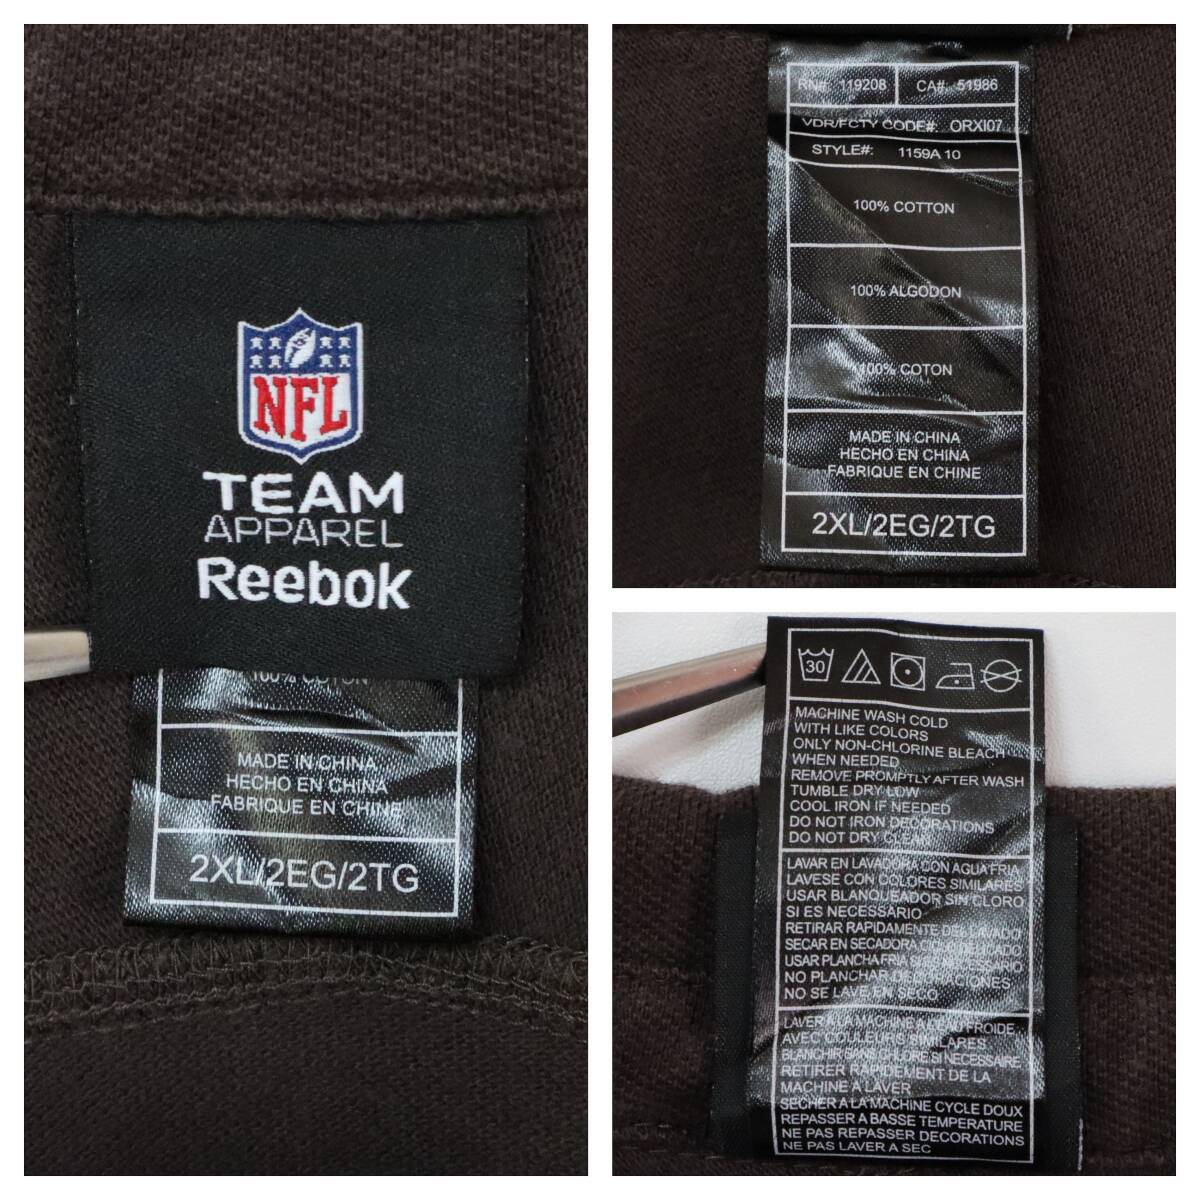 NFL
TEAM
APPAREL
Reebok
100% COTON
MADE IN CHINA
HECHO EN CHINA
FABRIQUE EN CHINE
2XL/2EG/2TG
RN#: 119208 CA#: 51986
VDR/FCTY CODE#: ORXI07
STYLE#: 1159A 10
100% COTTON
100% ALGODON
100% COTON
MADE IN CHINA
HECHO EN CHINA
FABRIQUE EN CHINE
2XL/2EG/2TG
30
MACHINE WASH COLD
WITH LIKE COLORS
ONLY NON-CHLORINE BLEACH
WHEN NEEDED
REMOVE PROMPTLY AFTER WASH
TUMBLE DRY LOW
COOL IRON IF NEEDED
DO NOT IRON DECORATIONS
DO NOT DRY CLEAN
LAVAR EN LAVADORA CON AGUA FRIA
LAVESE CON COLORES SIMILARES
USAR BLANQUEADOR SIN CLORO
SI ES NECESSARIO
RETIRAR RAPIDAMENTE DEL LAVADO
SECAR EN SECADORA
USAR PLANCHA FRIA
NO PLANCHAR
NO SE LAVE EN SECO
LAVER A LA MACHINE A L'EAU FROIDE
AVEC COULEURS SIMILARES
BLANCHIR SANS CHLORE SI NECESSAIRE
RETIRER RAPIDEMENT DE LA
MACHINE A LAVER
SECHER A LA MACHINE CYCLE DOUX
REPASSER A BASSE TEMPERATURE
NE PAS REPASSER DECORATIONS
NE PAS LAVER A SEC